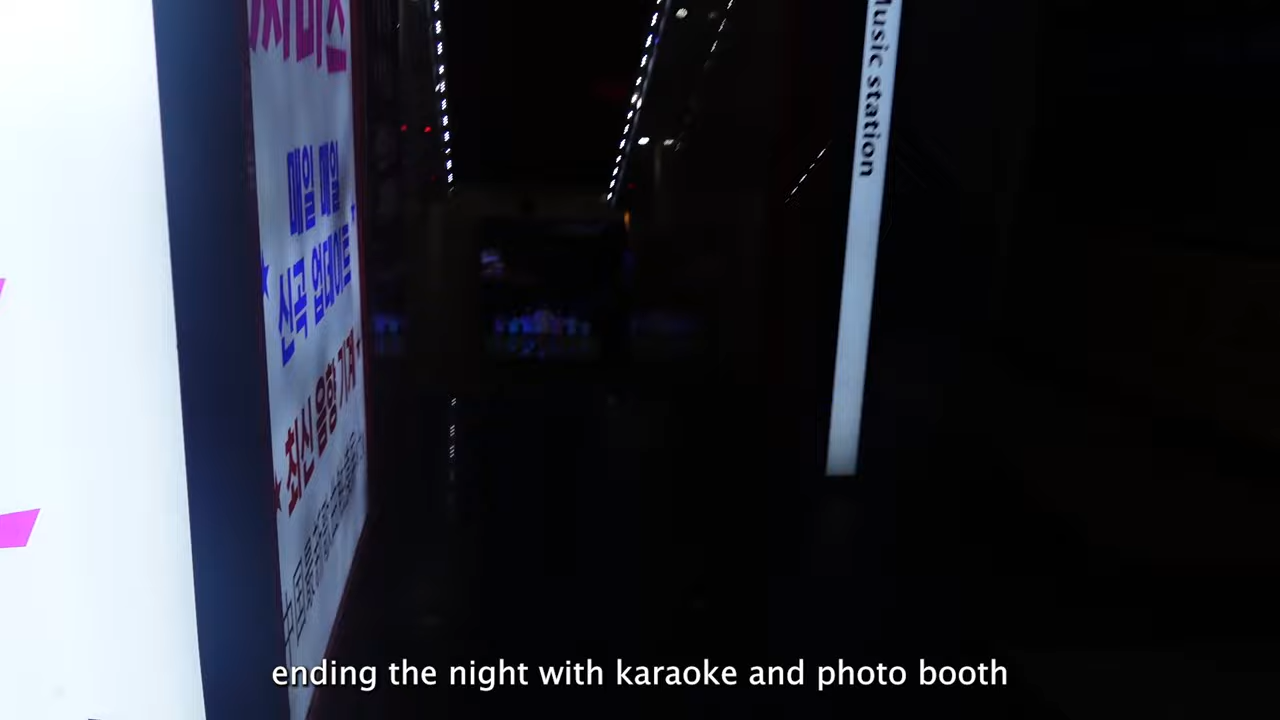 매일 매일
신곡 업데이트
최신 음향 기계
Music station
ending the night with karaoke and photo booth